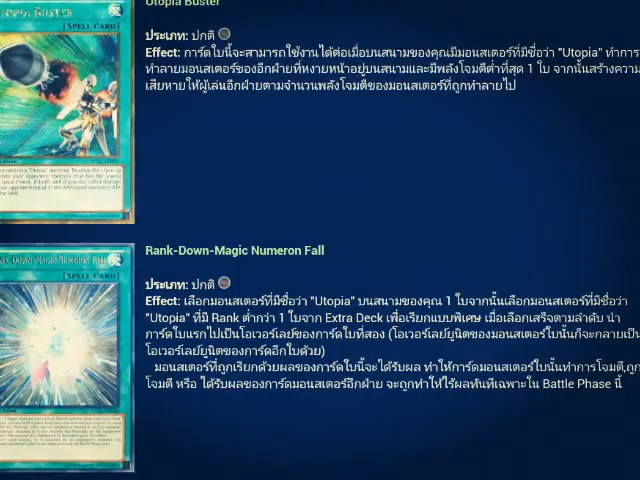 Utopia Buster
[SPELL CARD]
ประเภท: ปกติ
Effect: การ์ดใบนี้จะสามารถใช้งานได้ต่อเมื่อบนสนามของคุณมีมอนสเตอร์ที่มีชื่อว่า "Utopia" ทำการ
ทำลายมอนสเตอร์ของอีกฝ่ายที่หงายหน้าอยู่บนสนามและมีพลังโจมตีต่ำที่สุด 1 ใบ จากนั้นสร้างความ
เสียหายให้ผู้เล่นอีกฝ่ายตามจำนวนพลังโจมตีของมอนสเตอร์ที่ถูกทำลายไป
Rank-Down-Magic Numeron Fall
[SPELL CARD]
ประเภท: ปกติ
Effect: เลือกมอนสเตอร์ที่มีชื่อว่า "Utopia" บนสนามของคุณ 1 ใบจากนั้นเลือกมอนสเตอร์ที่มีชื่อว่า
"Utopia" ที่มี Rank ต่ำกว่า 1 ใบจาก Extra Deck เพื่อเรียกแบบพิเศษ เมื่อเลือกเสร็จตามลำดับ นำ
การ์ดใบแรกไปเป็นโอเวอร์เลย์ของการ์ดใบที่สอง (โอเวอร์เลย์ยูนิตของมอนสเตอร์ใบนั้นก็จะกลายเป็น
โอเวอร์เลย์ยูนิตของการ์ดอีกใบด้วย)
มอนสเตอร์ที่ถูกเรียกด้วยผลของการ์ดใบนี้จะได้รับผล ทำให้การ์ดมอนสเตอร์ใบนั้นทำการโจมตี,ถูก
โจมตี หรือ ได้รับผลของการ์ดมอนสเตอร์อีกฝ่าย จะถูกทำให้ไร้ผลทันทีเฉพาะใน Battle Phase นี้